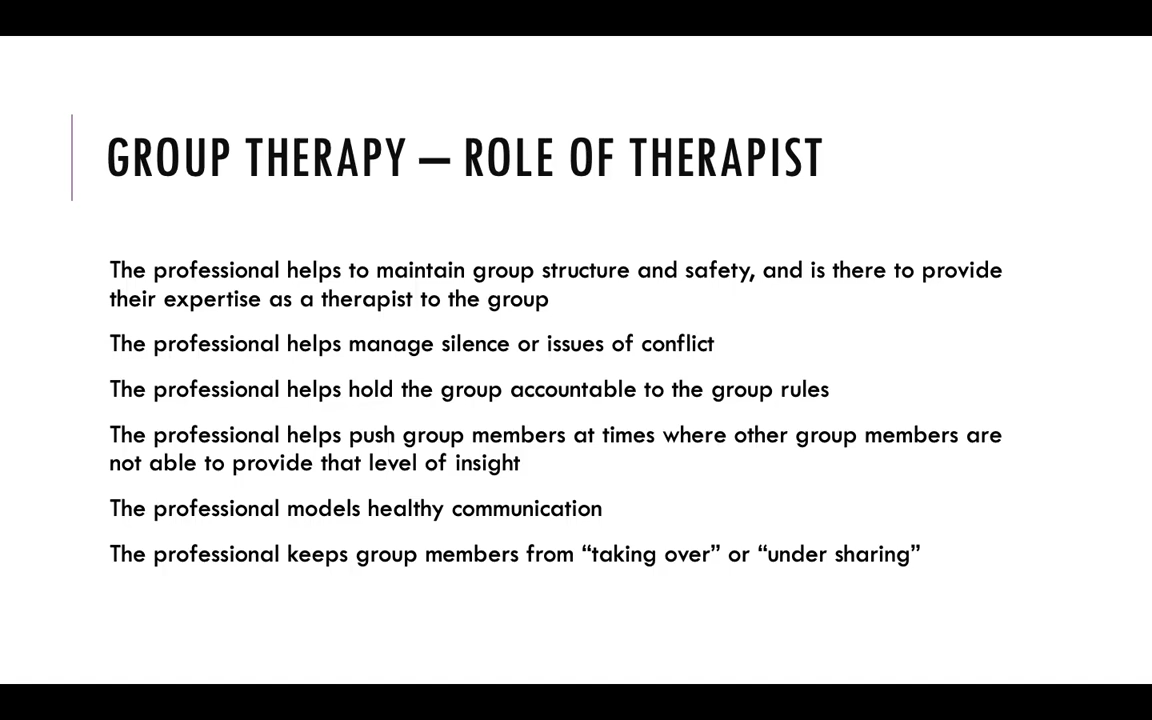 GROUP THERAPY – ROLE OF THERAPIST
The professional helps to maintain group structure and safety, and is there to provide
their expertise as a therapist to the group
The professional helps manage silence or issues of conflict
The professional helps hold the group accountable to the group rules
The professional helps push group members at times where other group members are
not able to provide that level of insight
The professional models healthy communication
The professional keeps group members from “taking over” or “under sharing”